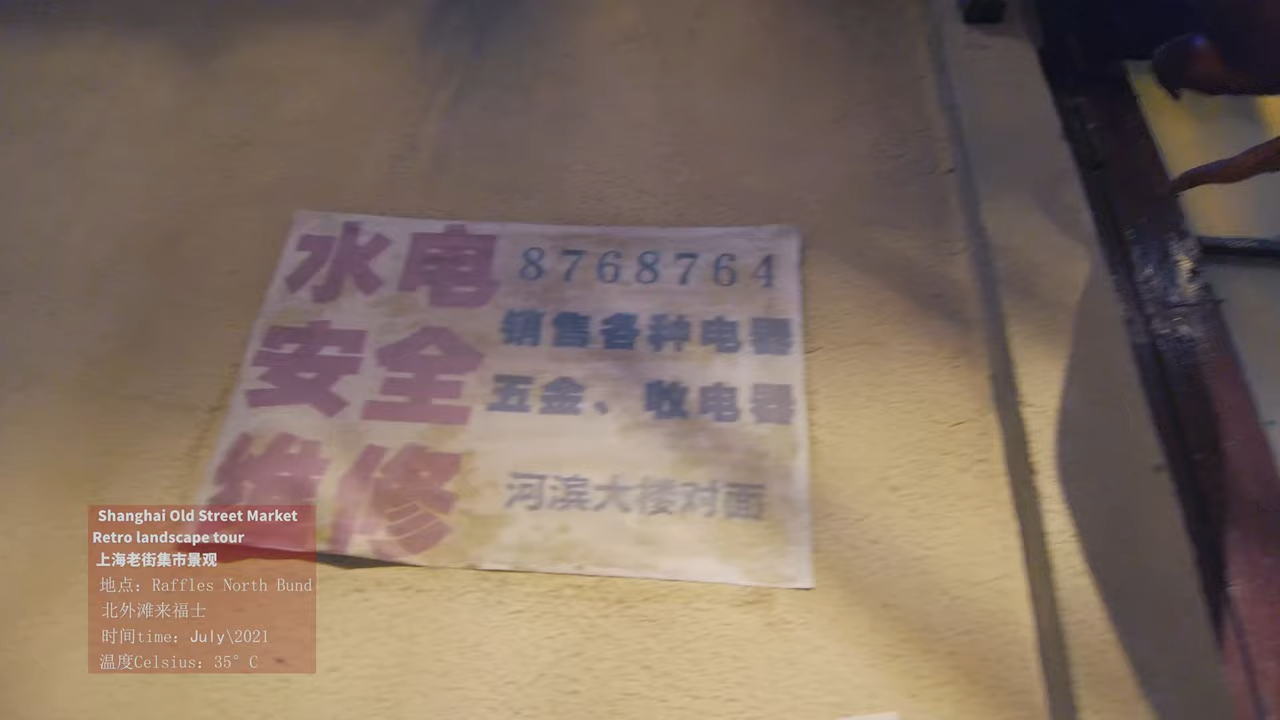 水电
安全
维修
8768764
销售各种电器
五金、收电器
河滨大楼对面
Shanghai Old Street Market
Retro landscape tour
上海老街集市景观
地点：Raffles North Bund
北外滩来福士
时间time：July\2021
温度Celsius：35°C